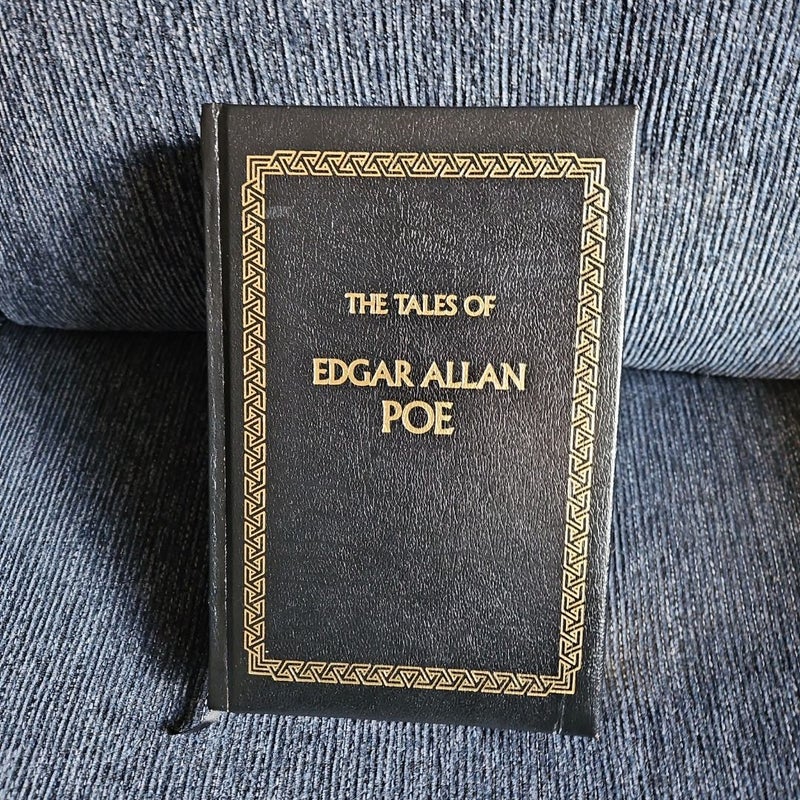 THE TALES OF
EDGAR ALLAN
POE